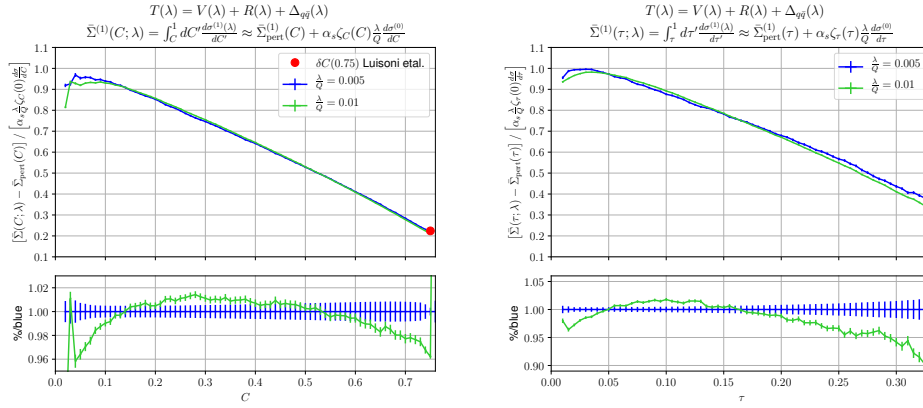 T(λ) = V(λ) + R(λ) + Δ_{qq̄}(λ)
Σ̄^{(1)}(C; λ) = ∫_C^1 dC' dσ^{(1)}(λ)/dC' ≈ Σ̄^{(1)}_{pert}(C) + α_s ζ_C(C) λ/Q dσ^{(0)}/dC
[Σ̄(C; λ) − Σ̄_{pert}(C)] / [α_s λ/Q ζ_C(0) dσ/dC]
1.1
1.0
0.9
0.8
0.7
0.6
0.5
0.4
0.3
0.2
0.1
δC(0.75) Luisoni etal.
λ/Q = 0.005
λ/Q = 0.01
%/blue
1.02
1.00
0.98
0.96
0.0 0.1 0.2 0.3 0.4 0.5 0.6 0.7
C
T(λ) = V(λ) + R(λ) + Δ_{qq̄}(λ)
Σ̄^{(1)}(τ; λ) = ∫_τ^1 dτ' dσ^{(1)}(λ)/dτ' ≈ Σ̄^{(1)}_{pert}(τ) + α_s ζ_τ(τ) λ/Q dσ^{(0)}/dτ
[Σ̄(τ; λ) − Σ̄_{pert}(τ)] / [α_s λ/Q ζ_τ(0) dσ/dτ]
1.1
1.0
0.9
0.8
0.7
0.6
0.5
0.4
0.3
0.2
0.1
λ/Q = 0.005
λ/Q = 0.01
%/blue
1.05
1.00
0.95
0.90
0.00 0.05 0.10 0.15 0.20 0.25 0.30
τ